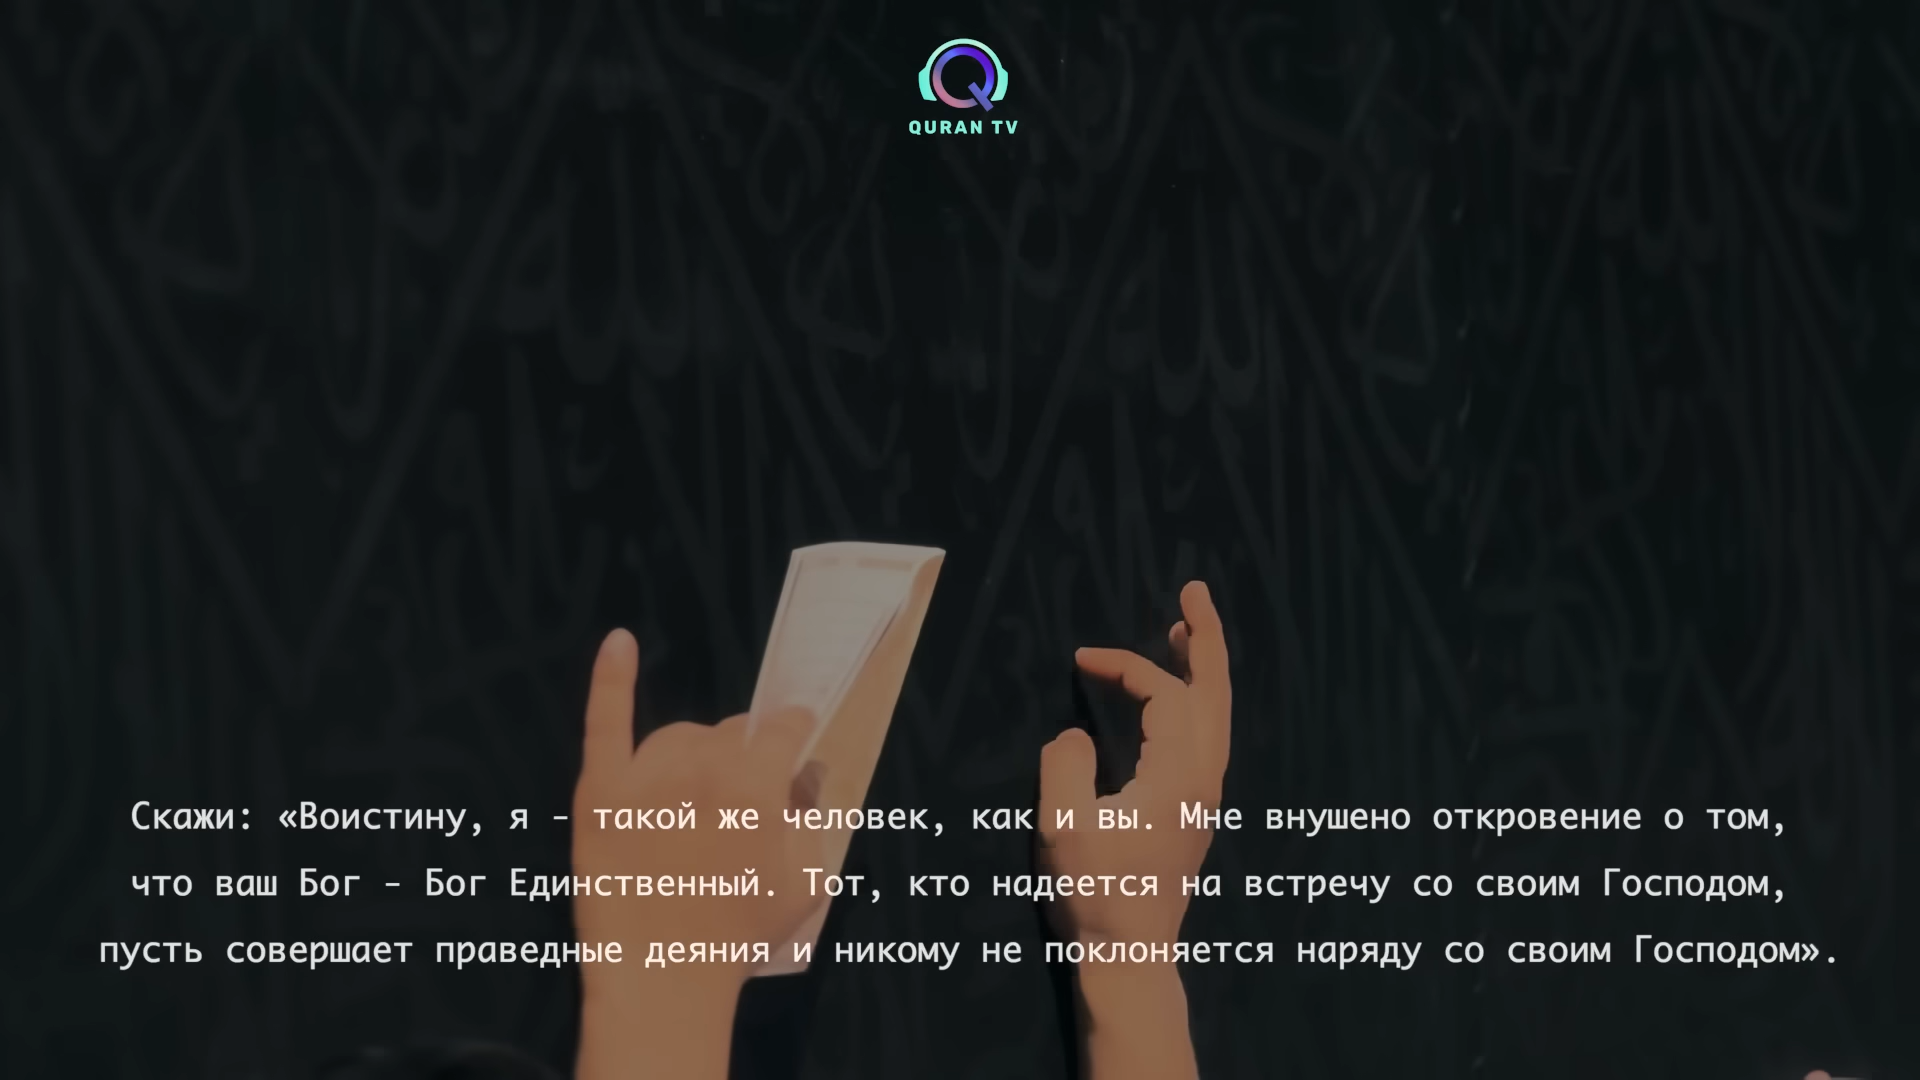 QURAN TV
Скажи: «Воистину, я - такой же человек, как и вы. Мне внушено откровение о том,
что ваш Бог - Бог Единственный. Тот, кто надеется на встречу со своим Господом,
пусть совершает праведные деяния и никому не поклоняется наряду со своим Господом».